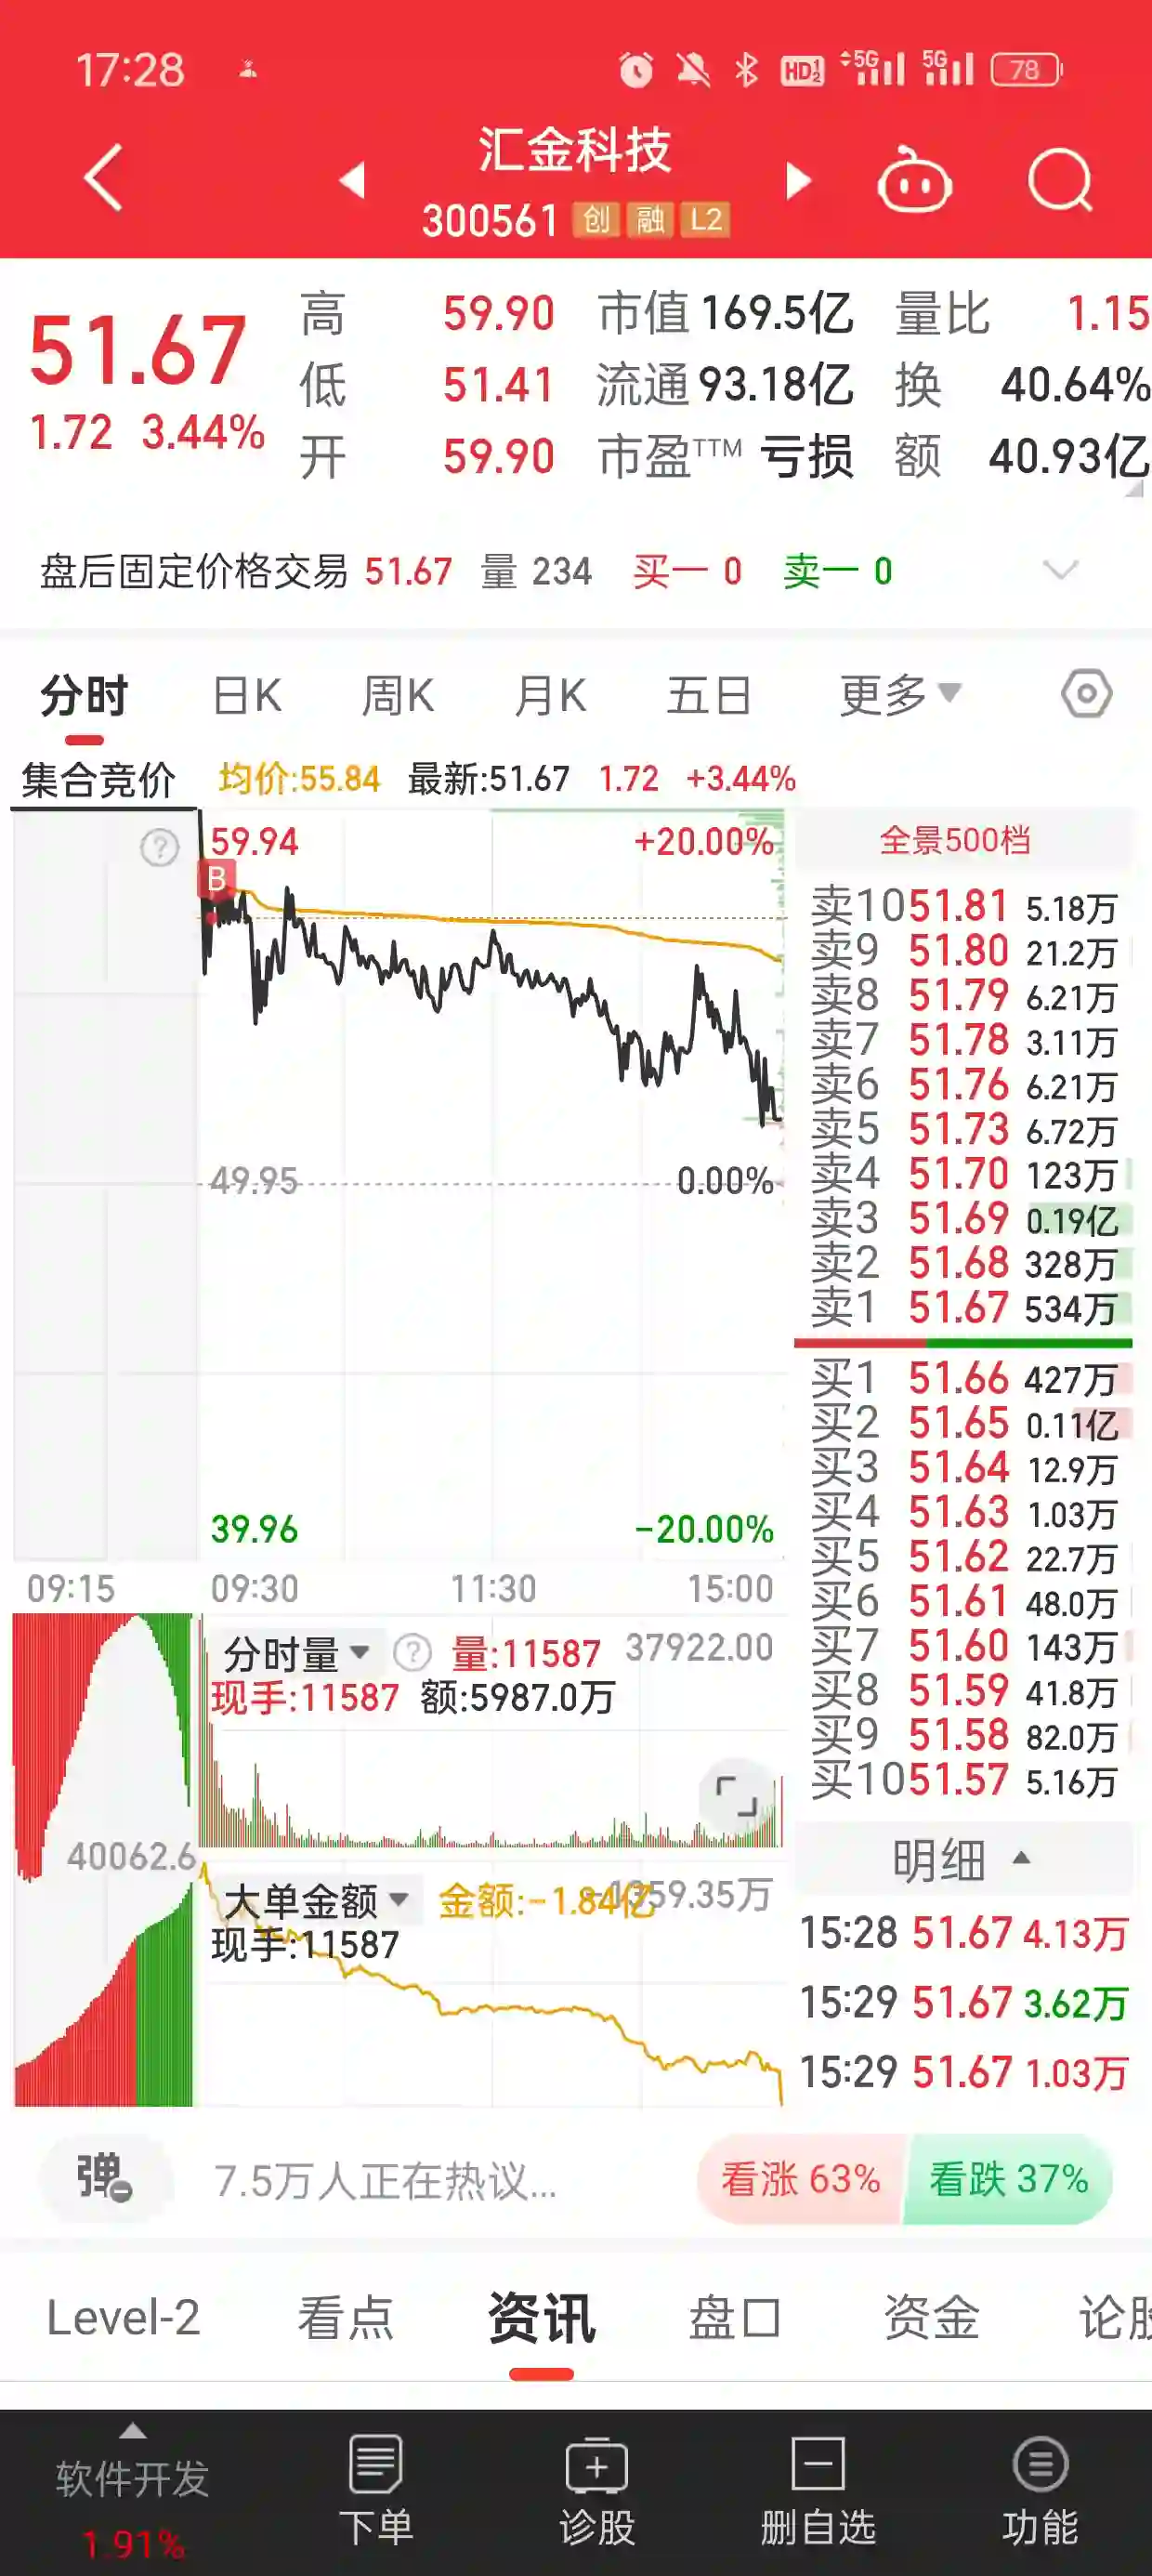 17:28 HD12 5G 5G 78
汇金科技
300561 创 融 L2
51.67
1.72 3.44%
高 59.90 市值 169.5亿 量比 1.15
低 51.41 流通 93.18亿 换 40.64%
开 59.90 市盈TTM 亏损 额 40.93亿
盘后固定价格交易 51.67 量 234 买一 0 卖一 0
分时 日K 周K 月K 五日 更多
集合竞价 均价:55.84 最新:51.67 1.72 +3.44%
?
59.94 +20.00%
B
49.95 0.00%
39.96 -20.00%
09:15 09:30 11:30 15:00
分时量 ? 量:11587 37922.00
现手:11587 额:5987.0万
40062.6
大单金额 金额:-1.84亿 359.35万
现手:11587
全景500档
卖10 51.81 5.18万
卖9 51.80 21.2万
卖8 51.79 6.21万
卖7 51.78 3.11万
卖6 51.76 6.21万
卖5 51.73 6.72万
卖4 51.70 123万
卖3 51.69 0.19亿
卖2 51.68 328万
卖1 51.67 534万
买1 51.66 427万
买2 51.65 0.11亿
买3 51.64 12.9万
买4 51.63 1.03万
买5 51.62 22.7万
买6 51.61 48.0万
买7 51.60 143万
买8 51.59 41.8万
买9 51.58 82.0万
买10 51.57 5.16万
明细
15:28 51.67 4.13万
15:29 51.67 3.62万
15:29 51.67 1.03万
弹 7.5万人正在热议... 看涨 63% 看跌 37%
Level-2 看点 资讯 盘口 资金 论股
软件开发 下单 诊股 删自选 功能
1.91%